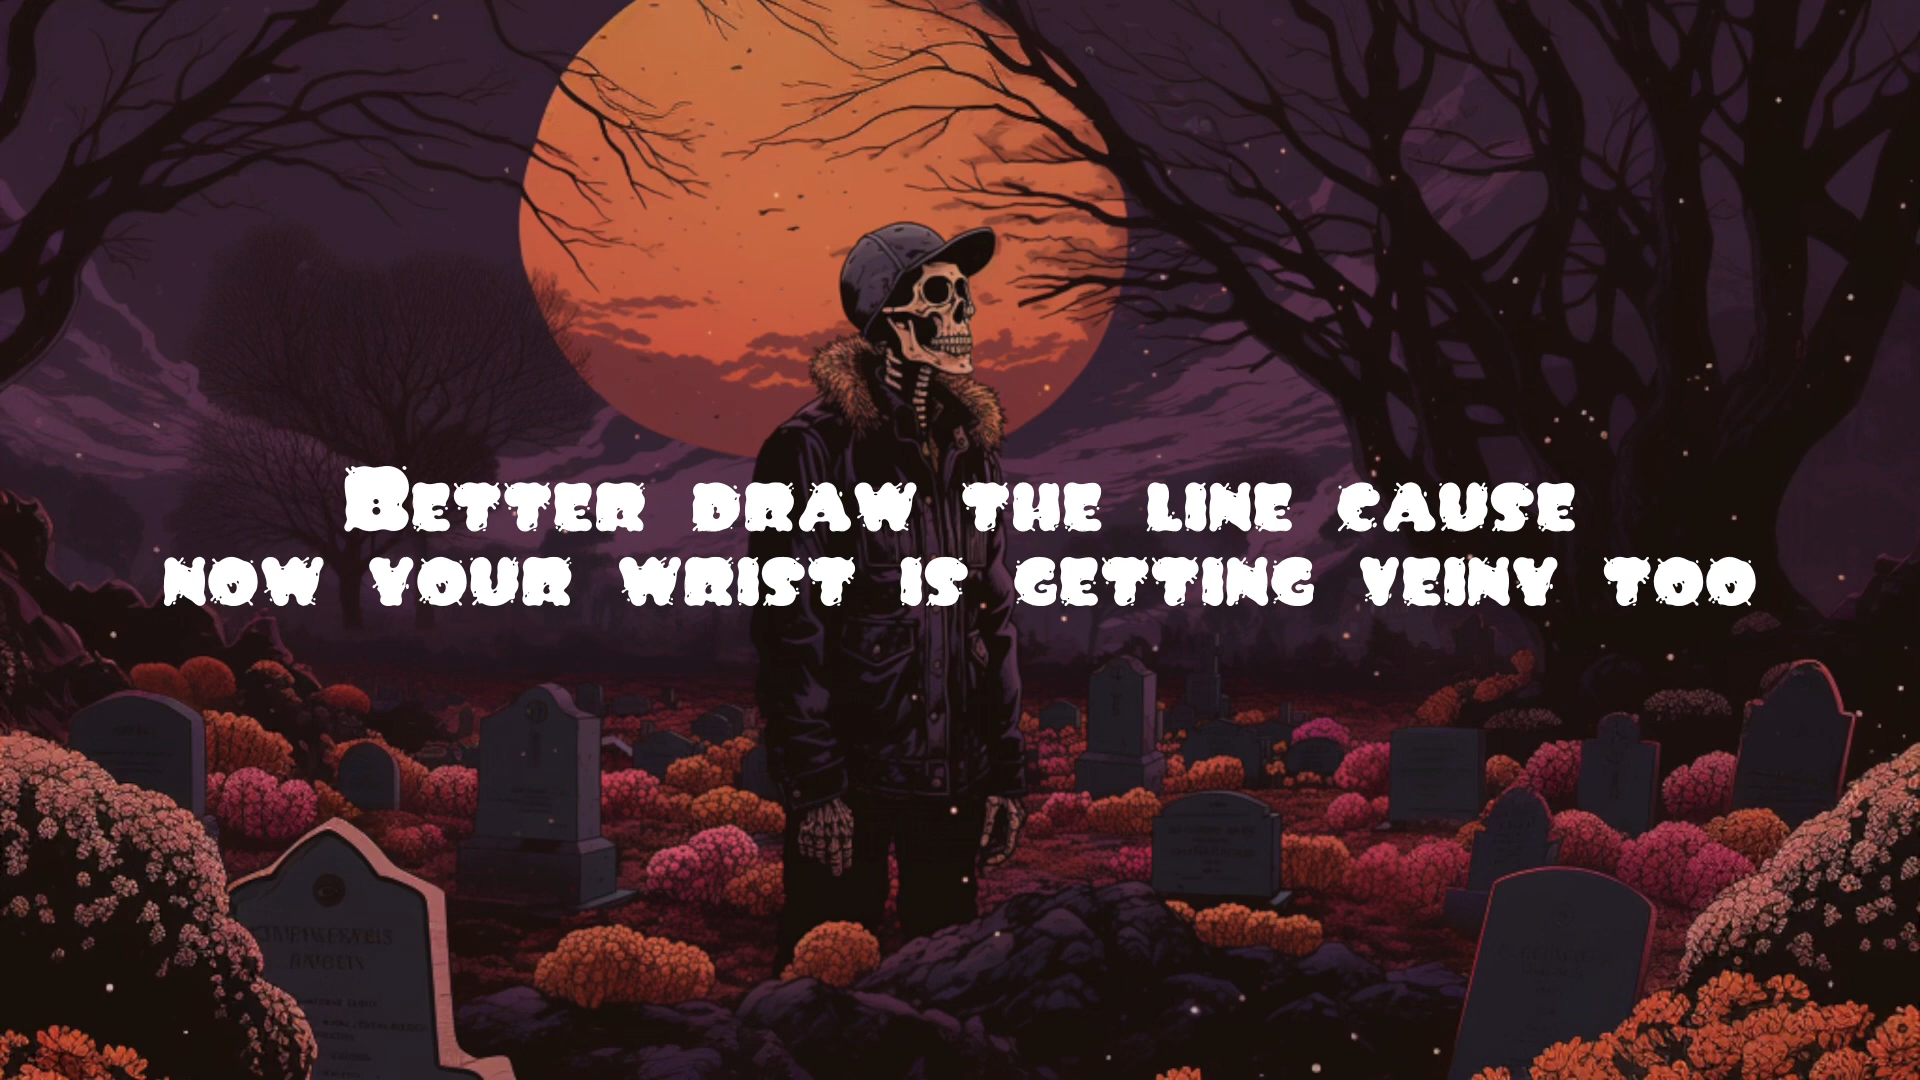 Better draw the line cause
now your wrist is getting veiny too